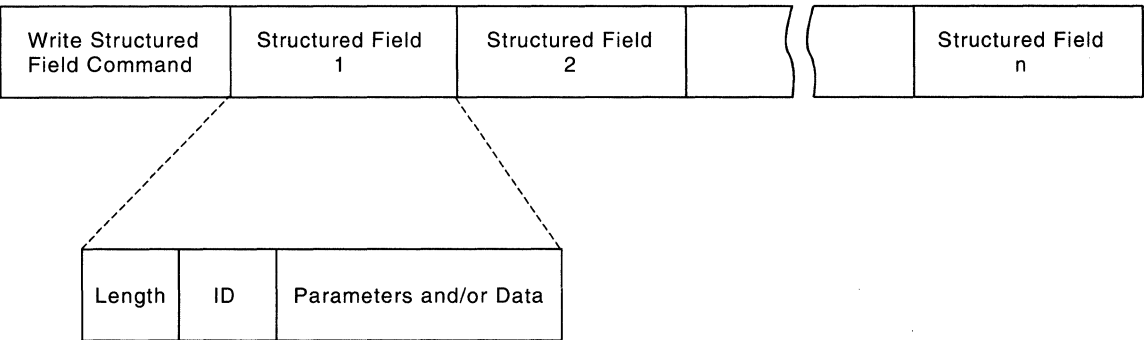 Write Structured
Field Command
Structured Field
1
Structured Field
2
Structured Field
n
Length
ID
Parameters and/or Data